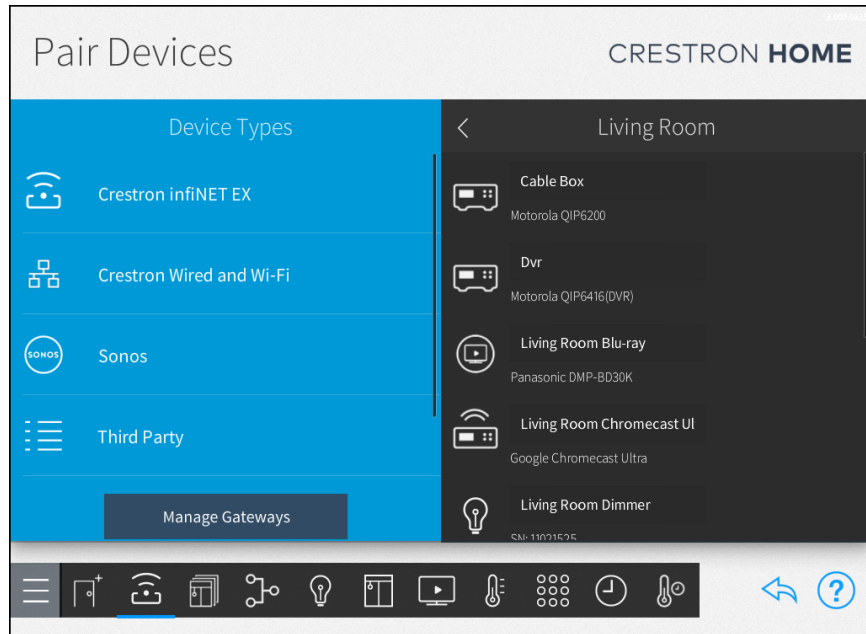 Pair Devices
CRESTRON HOME
Device Types
Crestron infiNET EX
Crestron Wired and Wi-Fi
SONOS
Sonos
Third Party
Manage Gateways
Living Room
Cable Box
Motorola QIP6200
Dvr
Motorola QIP6416(DVR)
Living Room Blu-ray
Panasonic DMP-BD30K
Living Room Chromecast Ul
Google Chromecast Ultra
Living Room Dimmer
SN: 11021525
?